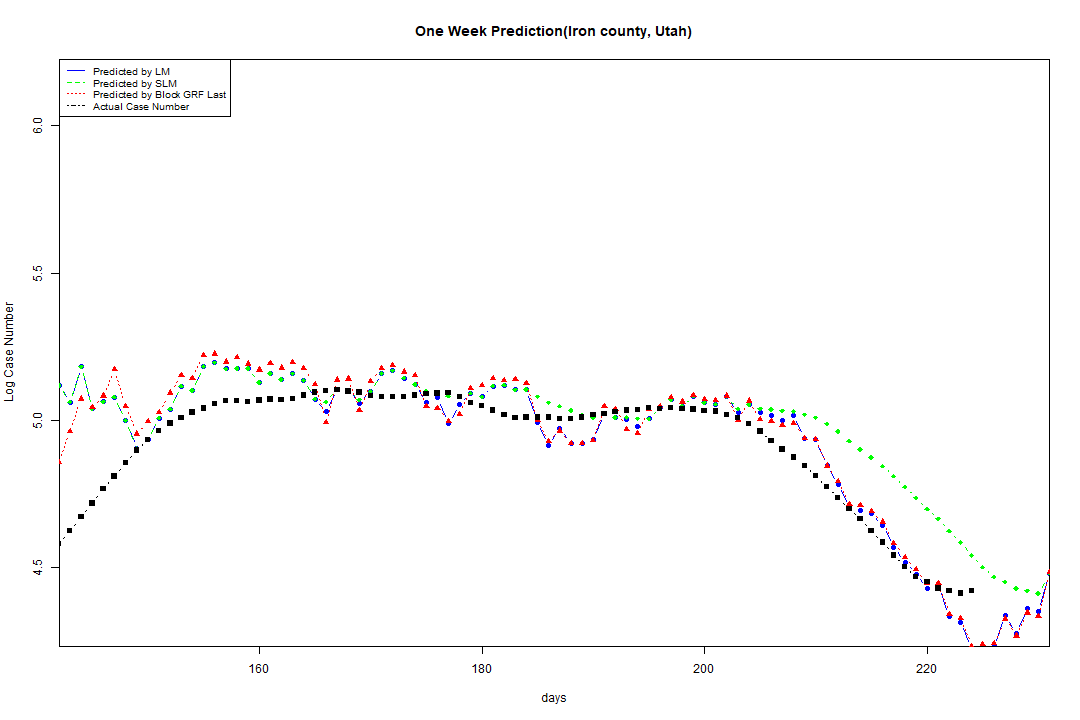 One Week Prediction(Iron county, Utah)
Predicted by LM
Predicted by SLM
Predicted by Block GRF Last
Actual Case Number
Log Case Number
6.0
5.5
5.0
4.5
160 180 200 220
days